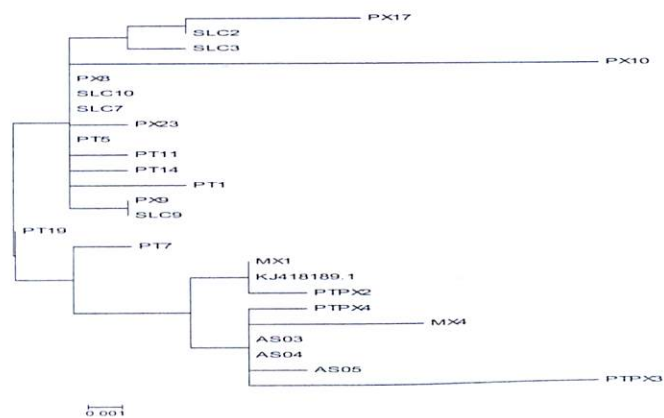 PX17
SLC2
SLC3
PX10
PX8
SLC10
SLC7
PX23
PT5
PT11
PT14
PT1
PX9
SLC9
PT19
PT7
MX1
KJ418189.1
PTPX2
PTPX4
MX4
AS03
AS04
AS05
PTPX3
0.001